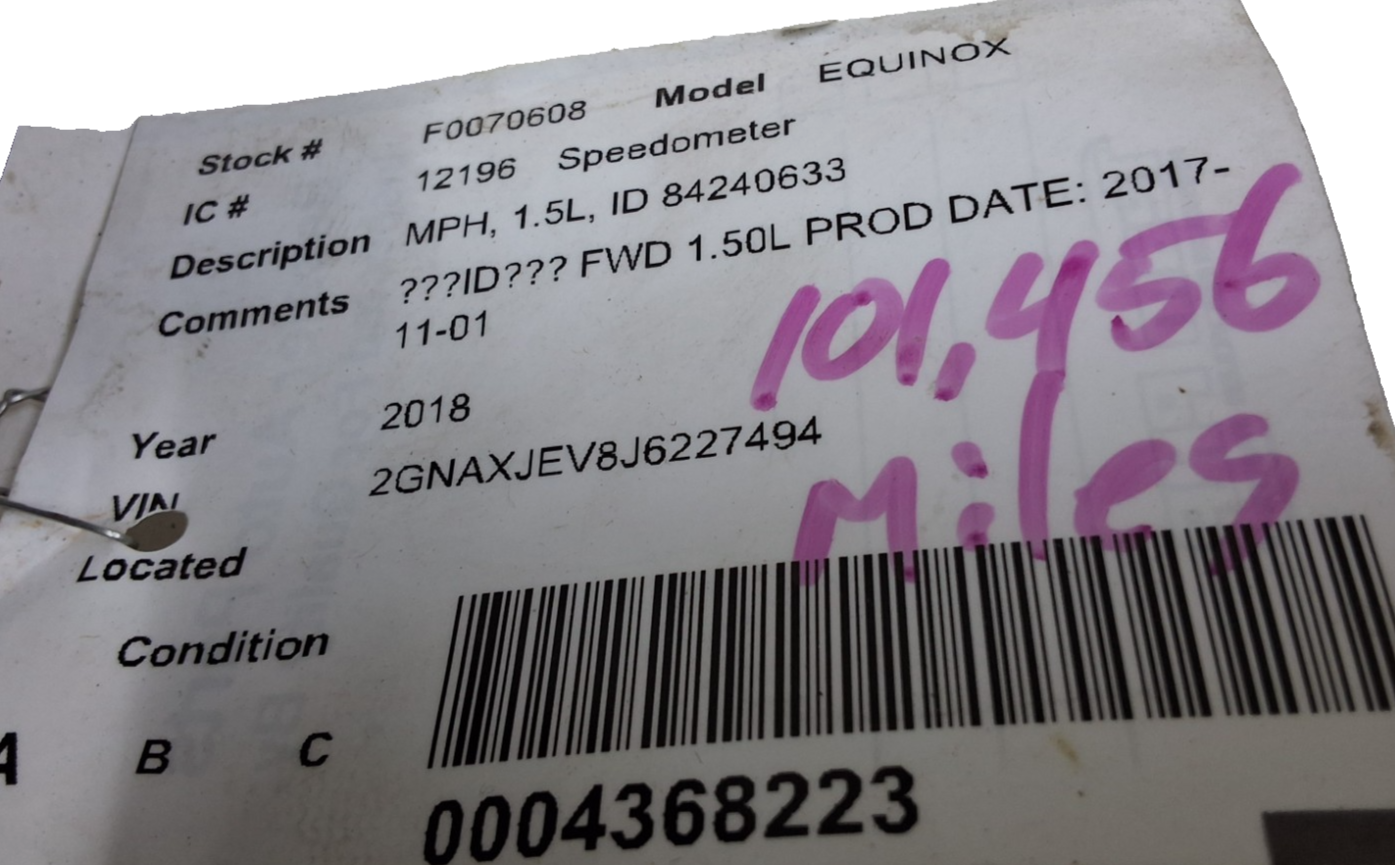 Stock # F0070608 Model EQUINOX
IC # 12196 Speedometer
Description MPH, 1.5L, ID 84240633
Comments ???ID??? FWD 1.50L PROD DATE: 2017-
11-01
101,456
Miles
Year 2018
VIN 2GNAXJEV8J6227494
Located
Condition
A B C
0004368223